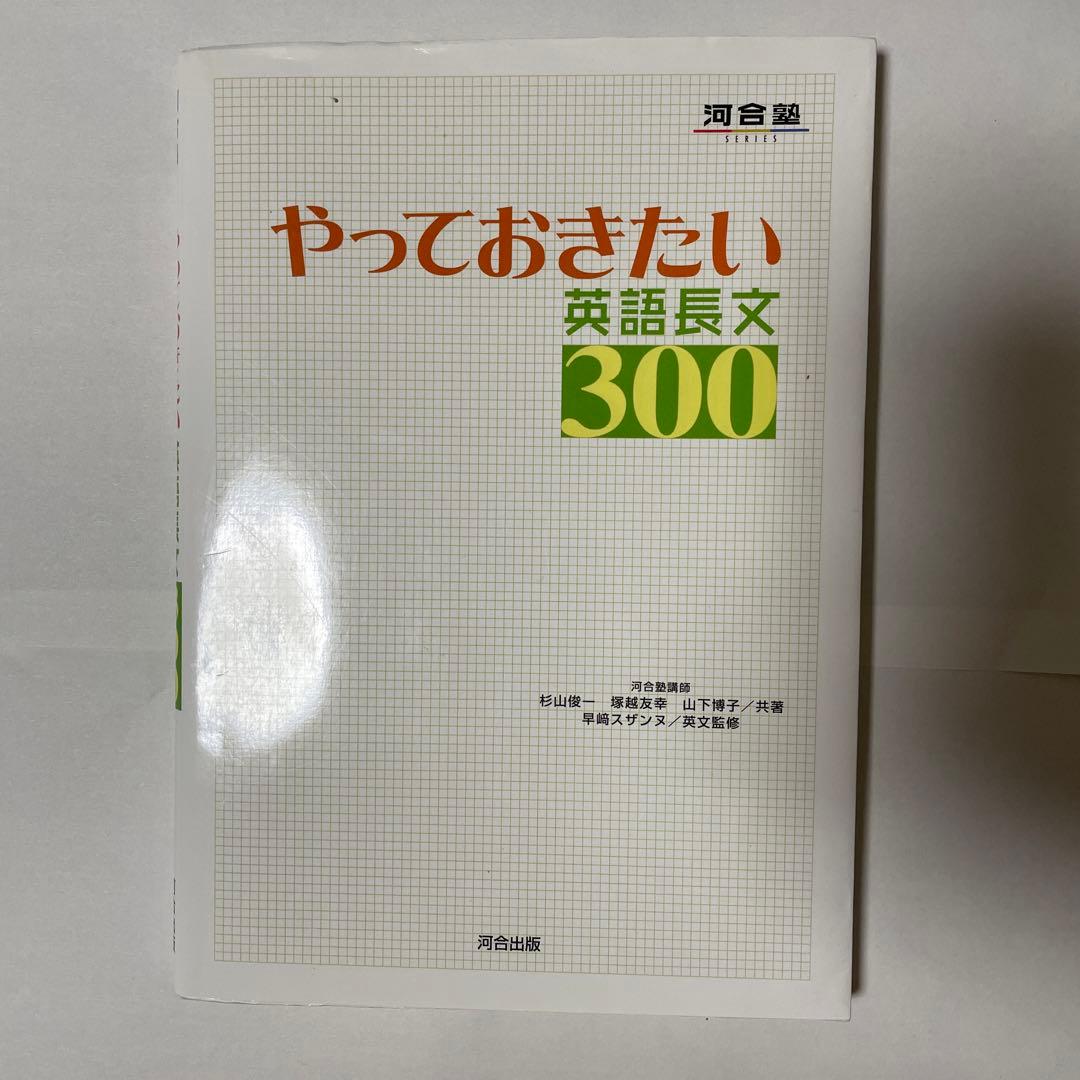 河合塾
SERIES
やっておきたい
英語長文
300
河合塾講師
杉山俊一 塚越友幸 山下博子／共著
早﨑スザンヌ／英文監修
河合出版